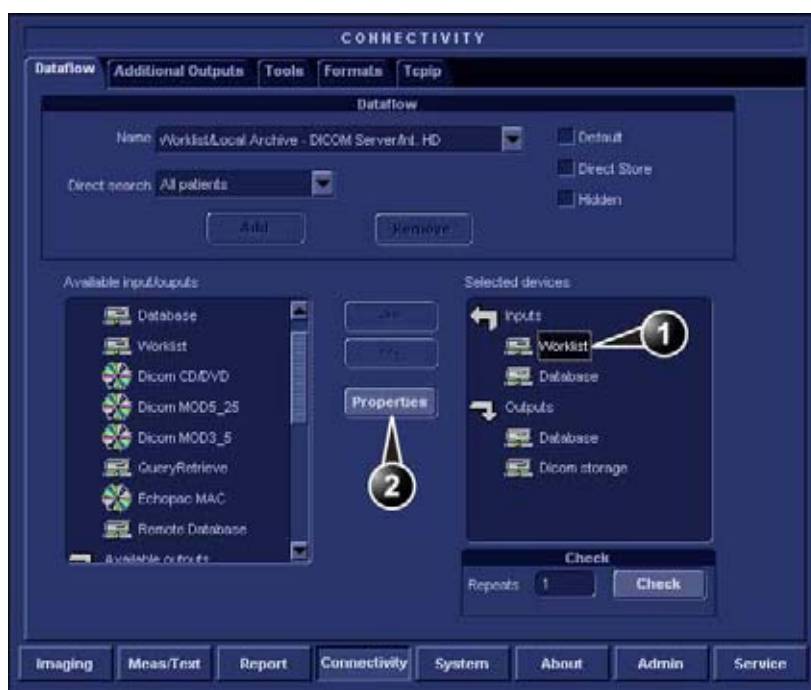 CONNECTIVITY
Dataflow Additional Outputs Tools Formats Tcpip
Dataflow
Name Worklist/Local Archive - DICOM Server/Int. HD
Default
Direct Store
Direct search All patients
Hidden
Add Remove
Available input/ouputs
Selected devices
Database
Worklist
Dicom CD/DVD
Dicom MOD5_25
Dicom MOD3_5
QueryRetrieve
Echopac MAC
Remote Database
Available outputs
Properties
2
Inputs
Worklist
1
Database
Outputs
Database
Dicom storage
Check
Repeats 1 Check
Imaging Meas/Text Report Connectivity System About Admin Service